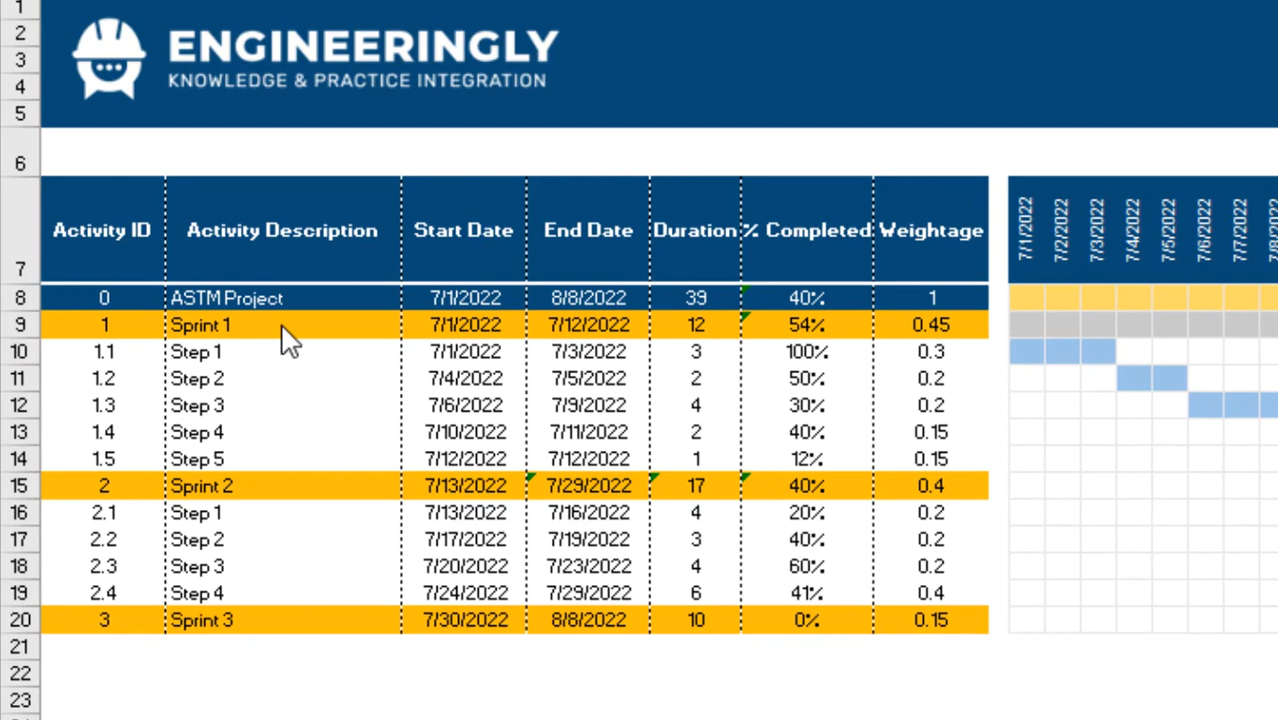 1
2
3
4
5
ENGINEERINGLY
KNOWLEDGE & PRACTICE INTEGRATION
6
7 Activity ID Activity Description Start Date End Date Duration % Completed Weightage 7/1/2022 7/2/2022 7/3/2022 7/4/2022 7/5/2022 7/6/2022 7/7/2022
8 0 ASTM Project 7/1/2022 8/8/2022 39 40% 1
9 1 Sprint 1 7/1/2022 7/12/2022 12 54% 0.45
10 1.1 Step 1 7/1/2022 7/3/2022 3 100% 0.3
11 1.2 Step 2 7/4/2022 7/5/2022 2 50% 0.2
12 1.3 Step 3 7/6/2022 7/9/2022 4 30% 0.2
13 1.4 Step 4 7/10/2022 7/11/2022 2 40% 0.15
14 1.5 Step 5 7/12/2022 7/12/2022 1 12% 0.15
15 2 Sprint 2 7/13/2022 7/29/2022 17 40% 0.4
16 2.1 Step 1 7/13/2022 7/16/2022 4 20% 0.2
17 2.2 Step 2 7/17/2022 7/19/2022 3 40% 0.2
18 2.3 Step 3 7/20/2022 7/23/2022 4 60% 0.2
19 2.4 Step 4 7/24/2022 7/29/2022 6 41% 0.4
20 3 Sprint 3 7/30/2022 8/8/2022 10 0% 0.15
21
22
23